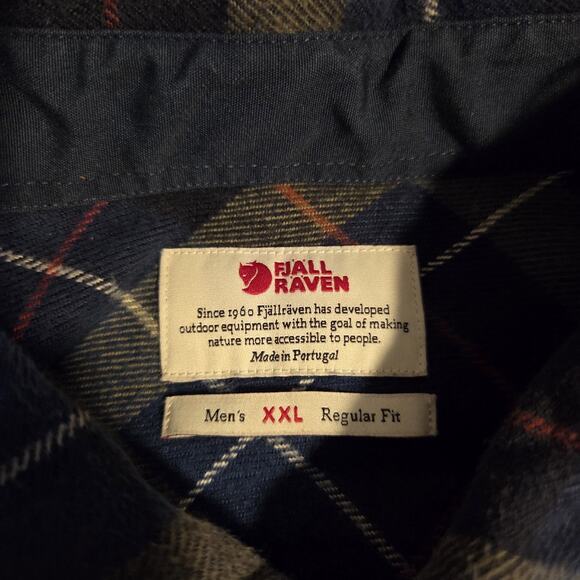 FJÄLL
RÄVEN
Since 1960 Fjällräven has developed
outdoor equipment with the goal of making
nature more accessible to people.
Made in Portugal
Men's XXL Regular Fit